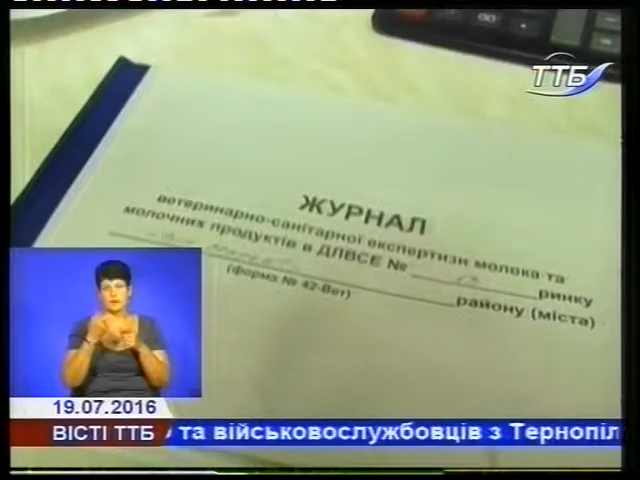 ТТБ
ЖУРНАЛ
ветеринарно-санітарної експертизи молока та
молочних продуктів в ДЛВСЕ № ринку
району (міста)
(форма № 42-Вет)
19.07.2016
ВІСТІ ТТБ та військовослужбовців з Тернопіл